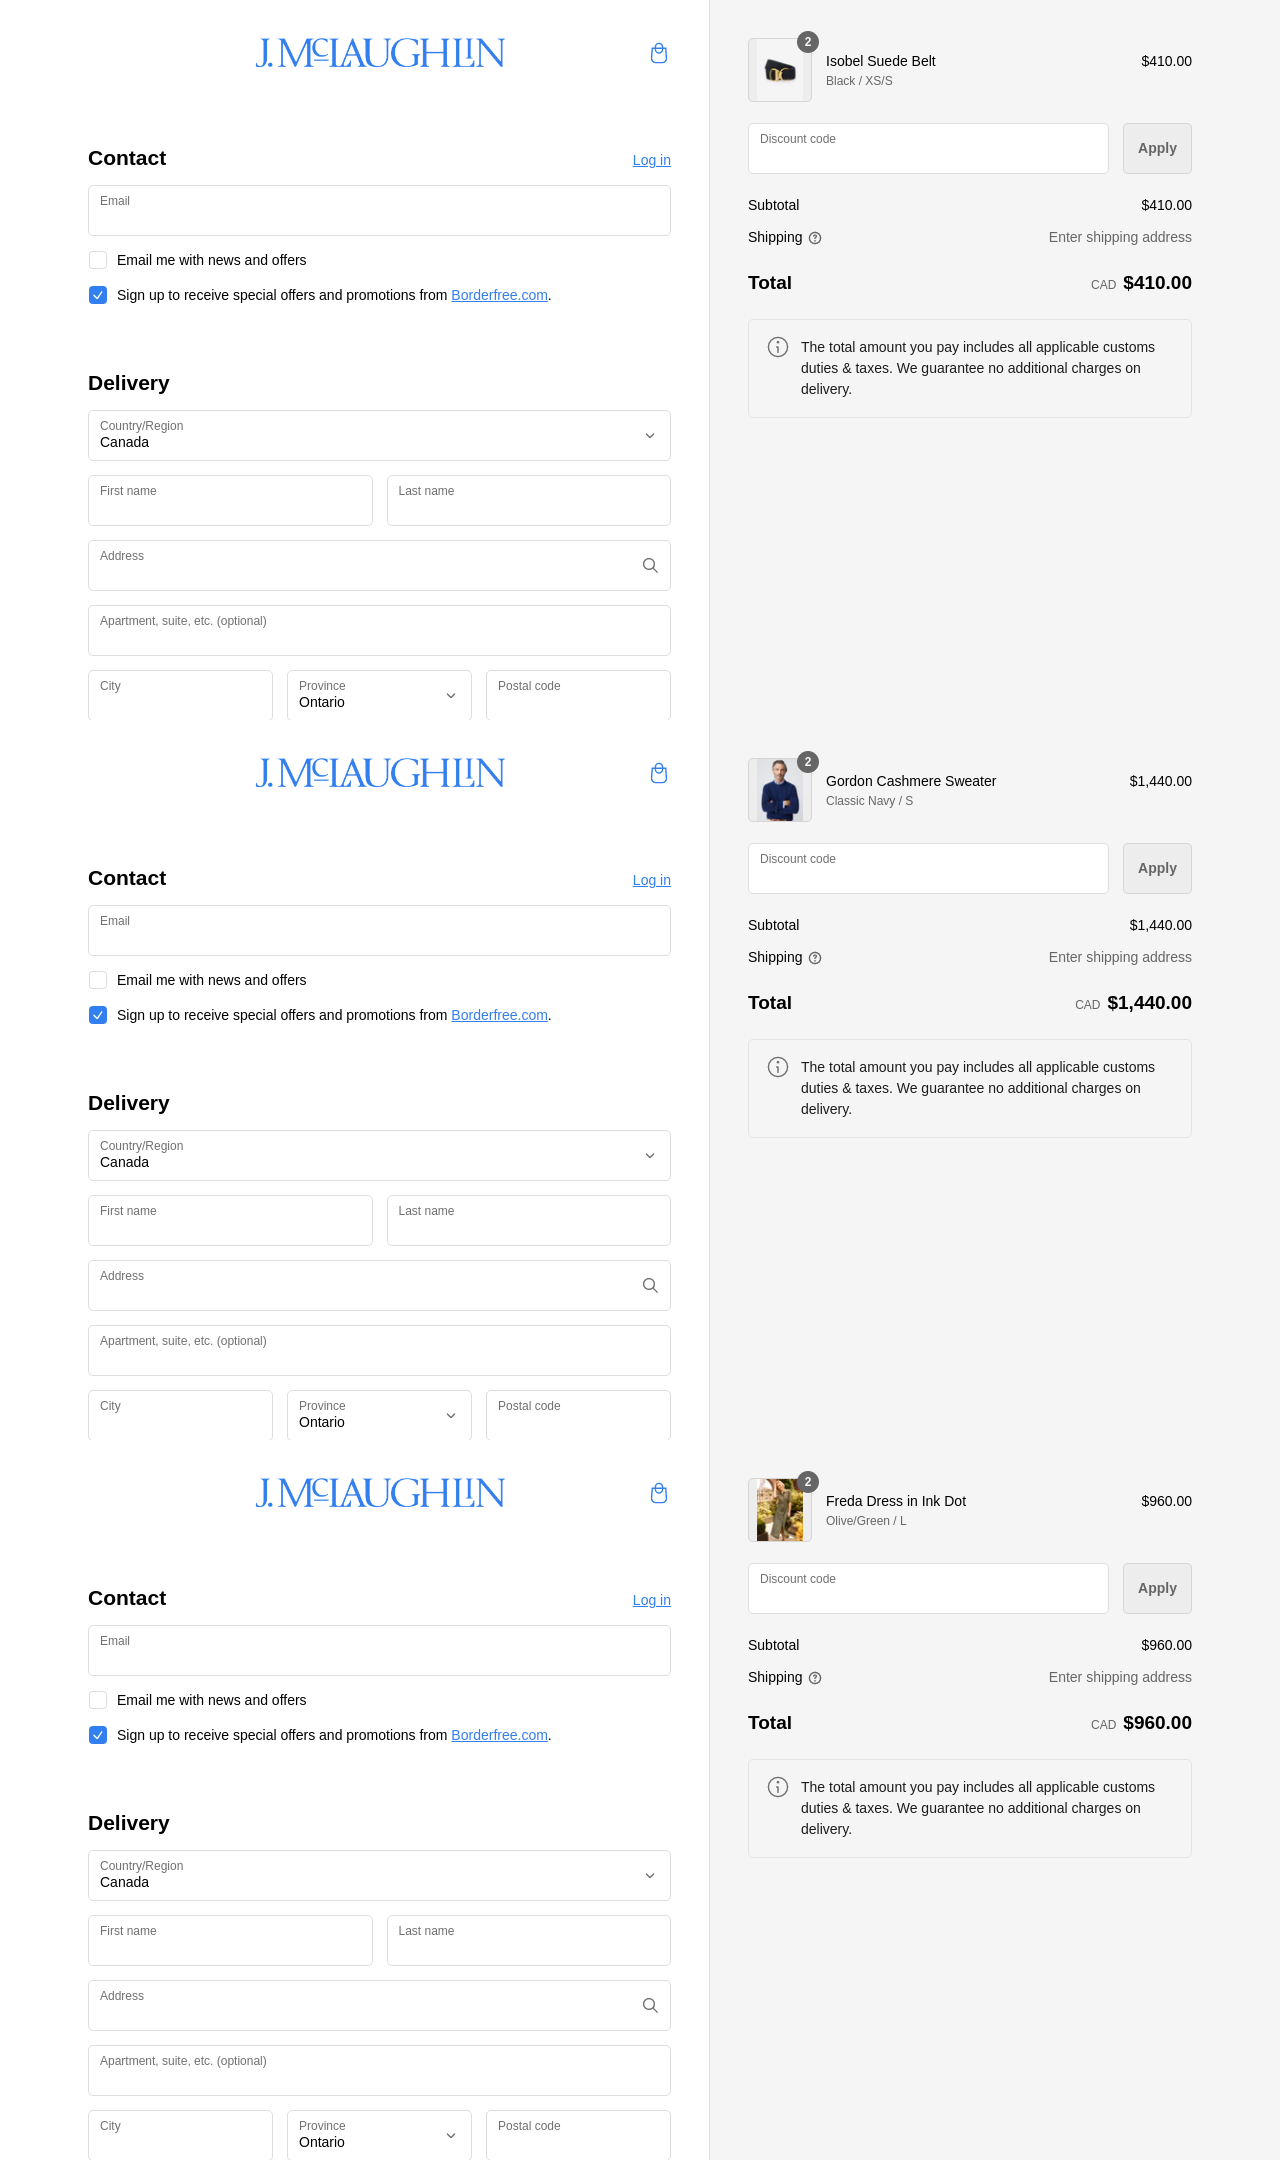 J.McLAUGHLIN
Contact
Log in
Email
Email me with news and offers
Sign up to receive special offers and promotions from Borderfree.com.
Delivery
Country/Region
Canada
First name
Last name
Address
Apartment, suite, etc. (optional)
City
Province
Ontario
Postal code
2
Isobel Suede Belt
$410.00
Black / XS/S
Discount code
Apply
Subtotal
$410.00
Shipping
Enter shipping address
Total
CAD $410.00
The total amount you pay includes all applicable customs
duties & taxes. We guarantee no additional charges on
delivery.
J.McLAUGHLIN
Contact
Log in
Email
Email me with news and offers
Sign up to receive special offers and promotions from Borderfree.com.
Delivery
Country/Region
Canada
First name
Last name
Address
Apartment, suite, etc. (optional)
City
Province
Ontario
Postal code
2
Gordon Cashmere Sweater
$1,440.00
Classic Navy / S
Discount code
Apply
Subtotal
$1,440.00
Shipping
Enter shipping address
Total
CAD $1,440.00
The total amount you pay includes all applicable customs
duties & taxes. We guarantee no additional charges on
delivery.
J.McLAUGHLIN
Contact
Log in
Email
Email me with news and offers
Sign up to receive special offers and promotions from Borderfree.com.
Delivery
Country/Region
Canada
First name
Last name
Address
Apartment, suite, etc. (optional)
City
Province
Ontario
Postal code
2
Freda Dress in Ink Dot
$960.00
Olive/Green / L
Discount code
Apply
Subtotal
$960.00
Shipping
Enter shipping address
Total
CAD $960.00
The total amount you pay includes all applicable customs
duties & taxes. We guarantee no additional charges on
delivery.